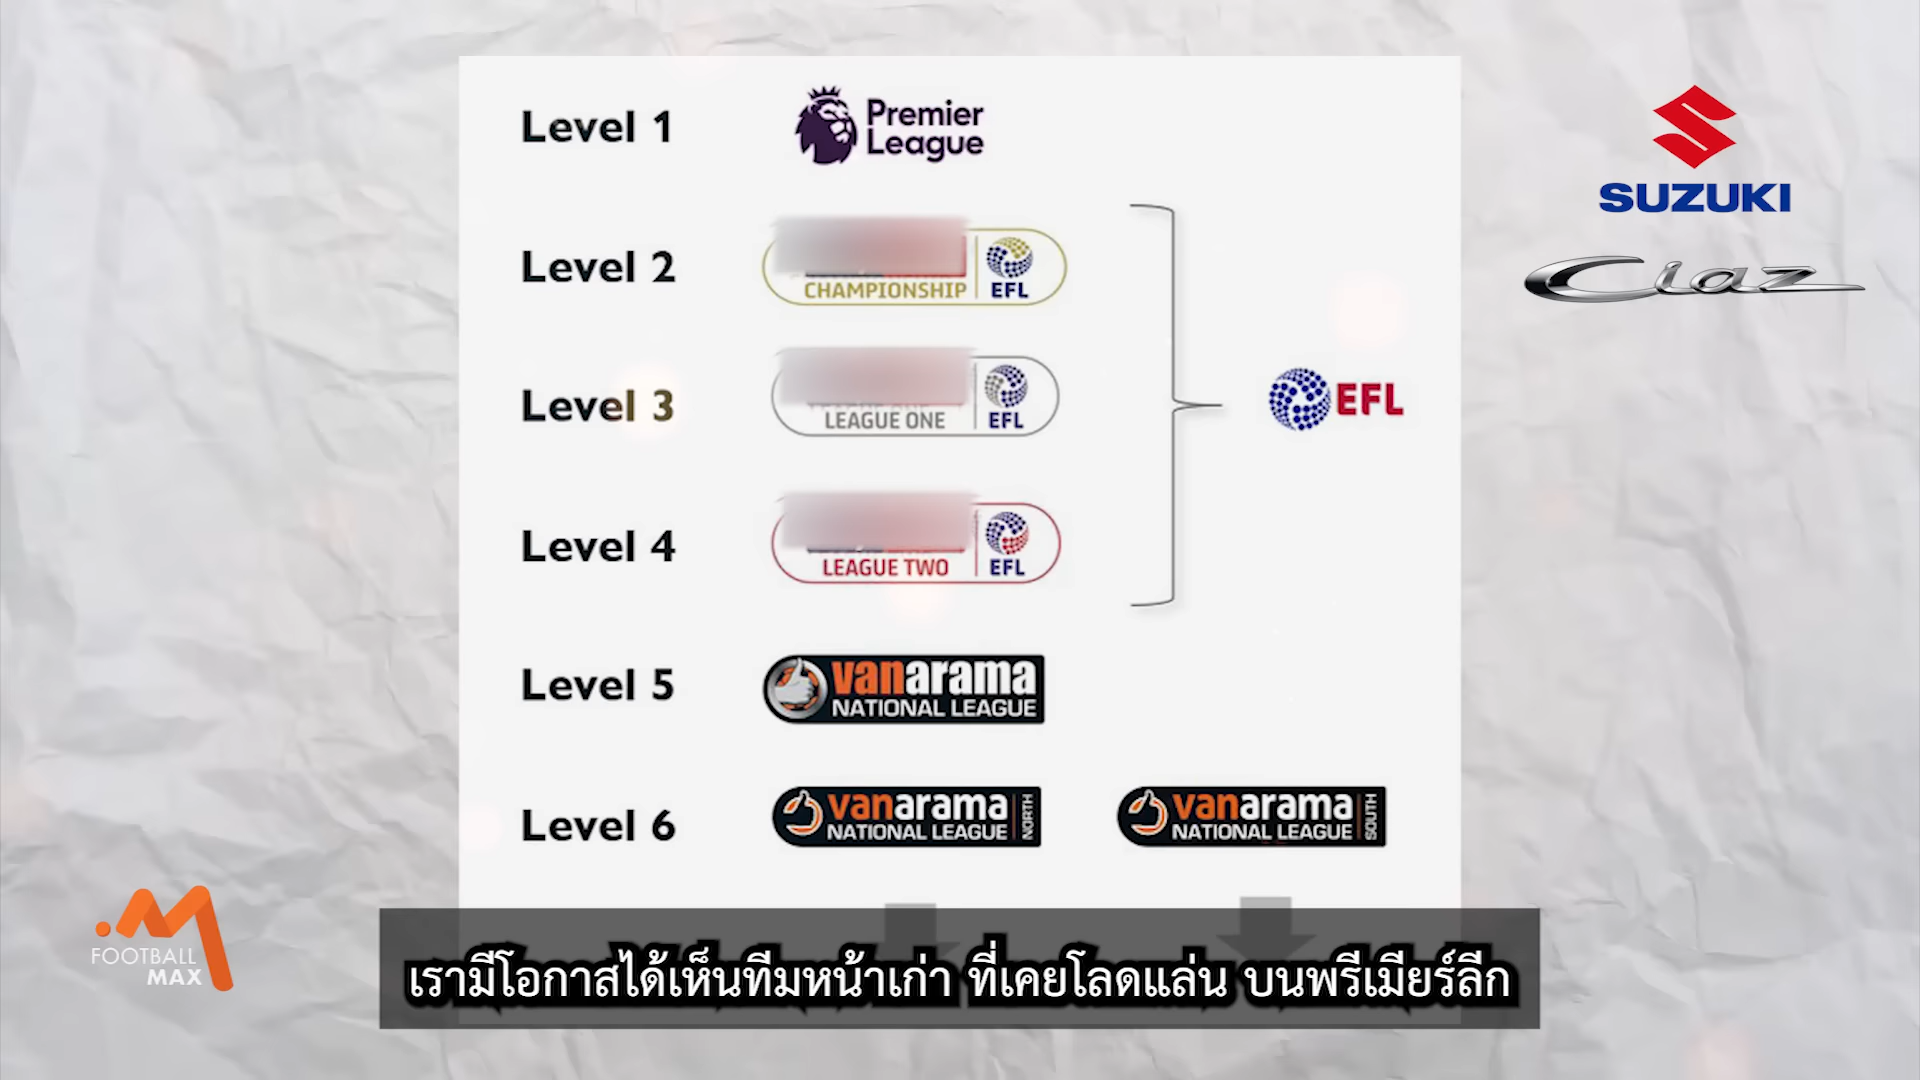 Level 1
Premier
League
Level 2
CHAMPIONSHIP
EFL
Level 3
LEAGUE ONE
EFL
EFL
Level 4
LEAGUE TWO
EFL
Level 5
vanarama
NATIONAL LEAGUE
Level 6
vanarama
NATIONAL LEAGUE
NORTH
vanarama
NATIONAL LEAGUE
SOUTH
SUZUKI
Ciaz
FOOTBALL
MAX
เรามีโอกาสได้เห็นทีมหน้าเก่า ที่เคยโลดแล่น บนพรีเมียร์ลีก